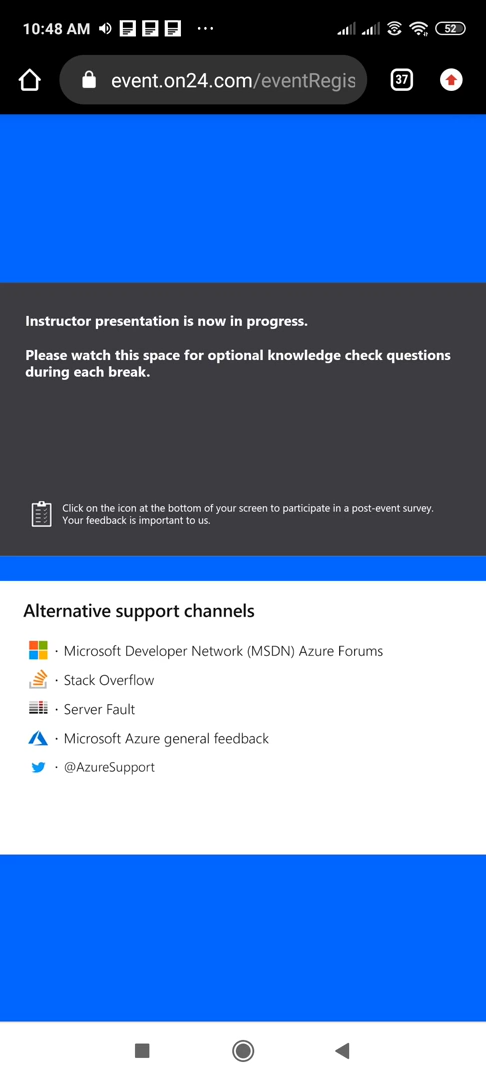 10:48 AM
52
event.on24.com/eventRegis
37
Instructor presentation is now in progress.
Please watch this space for optional knowledge check questions
during each break.
Click on the icon at the bottom of your screen to participate in a post-event survey.
Your feedback is important to us.
Alternative support channels
· Microsoft Developer Network (MSDN) Azure Forums
· Stack Overflow
· Server Fault
· Microsoft Azure general feedback
· @AzureSupport